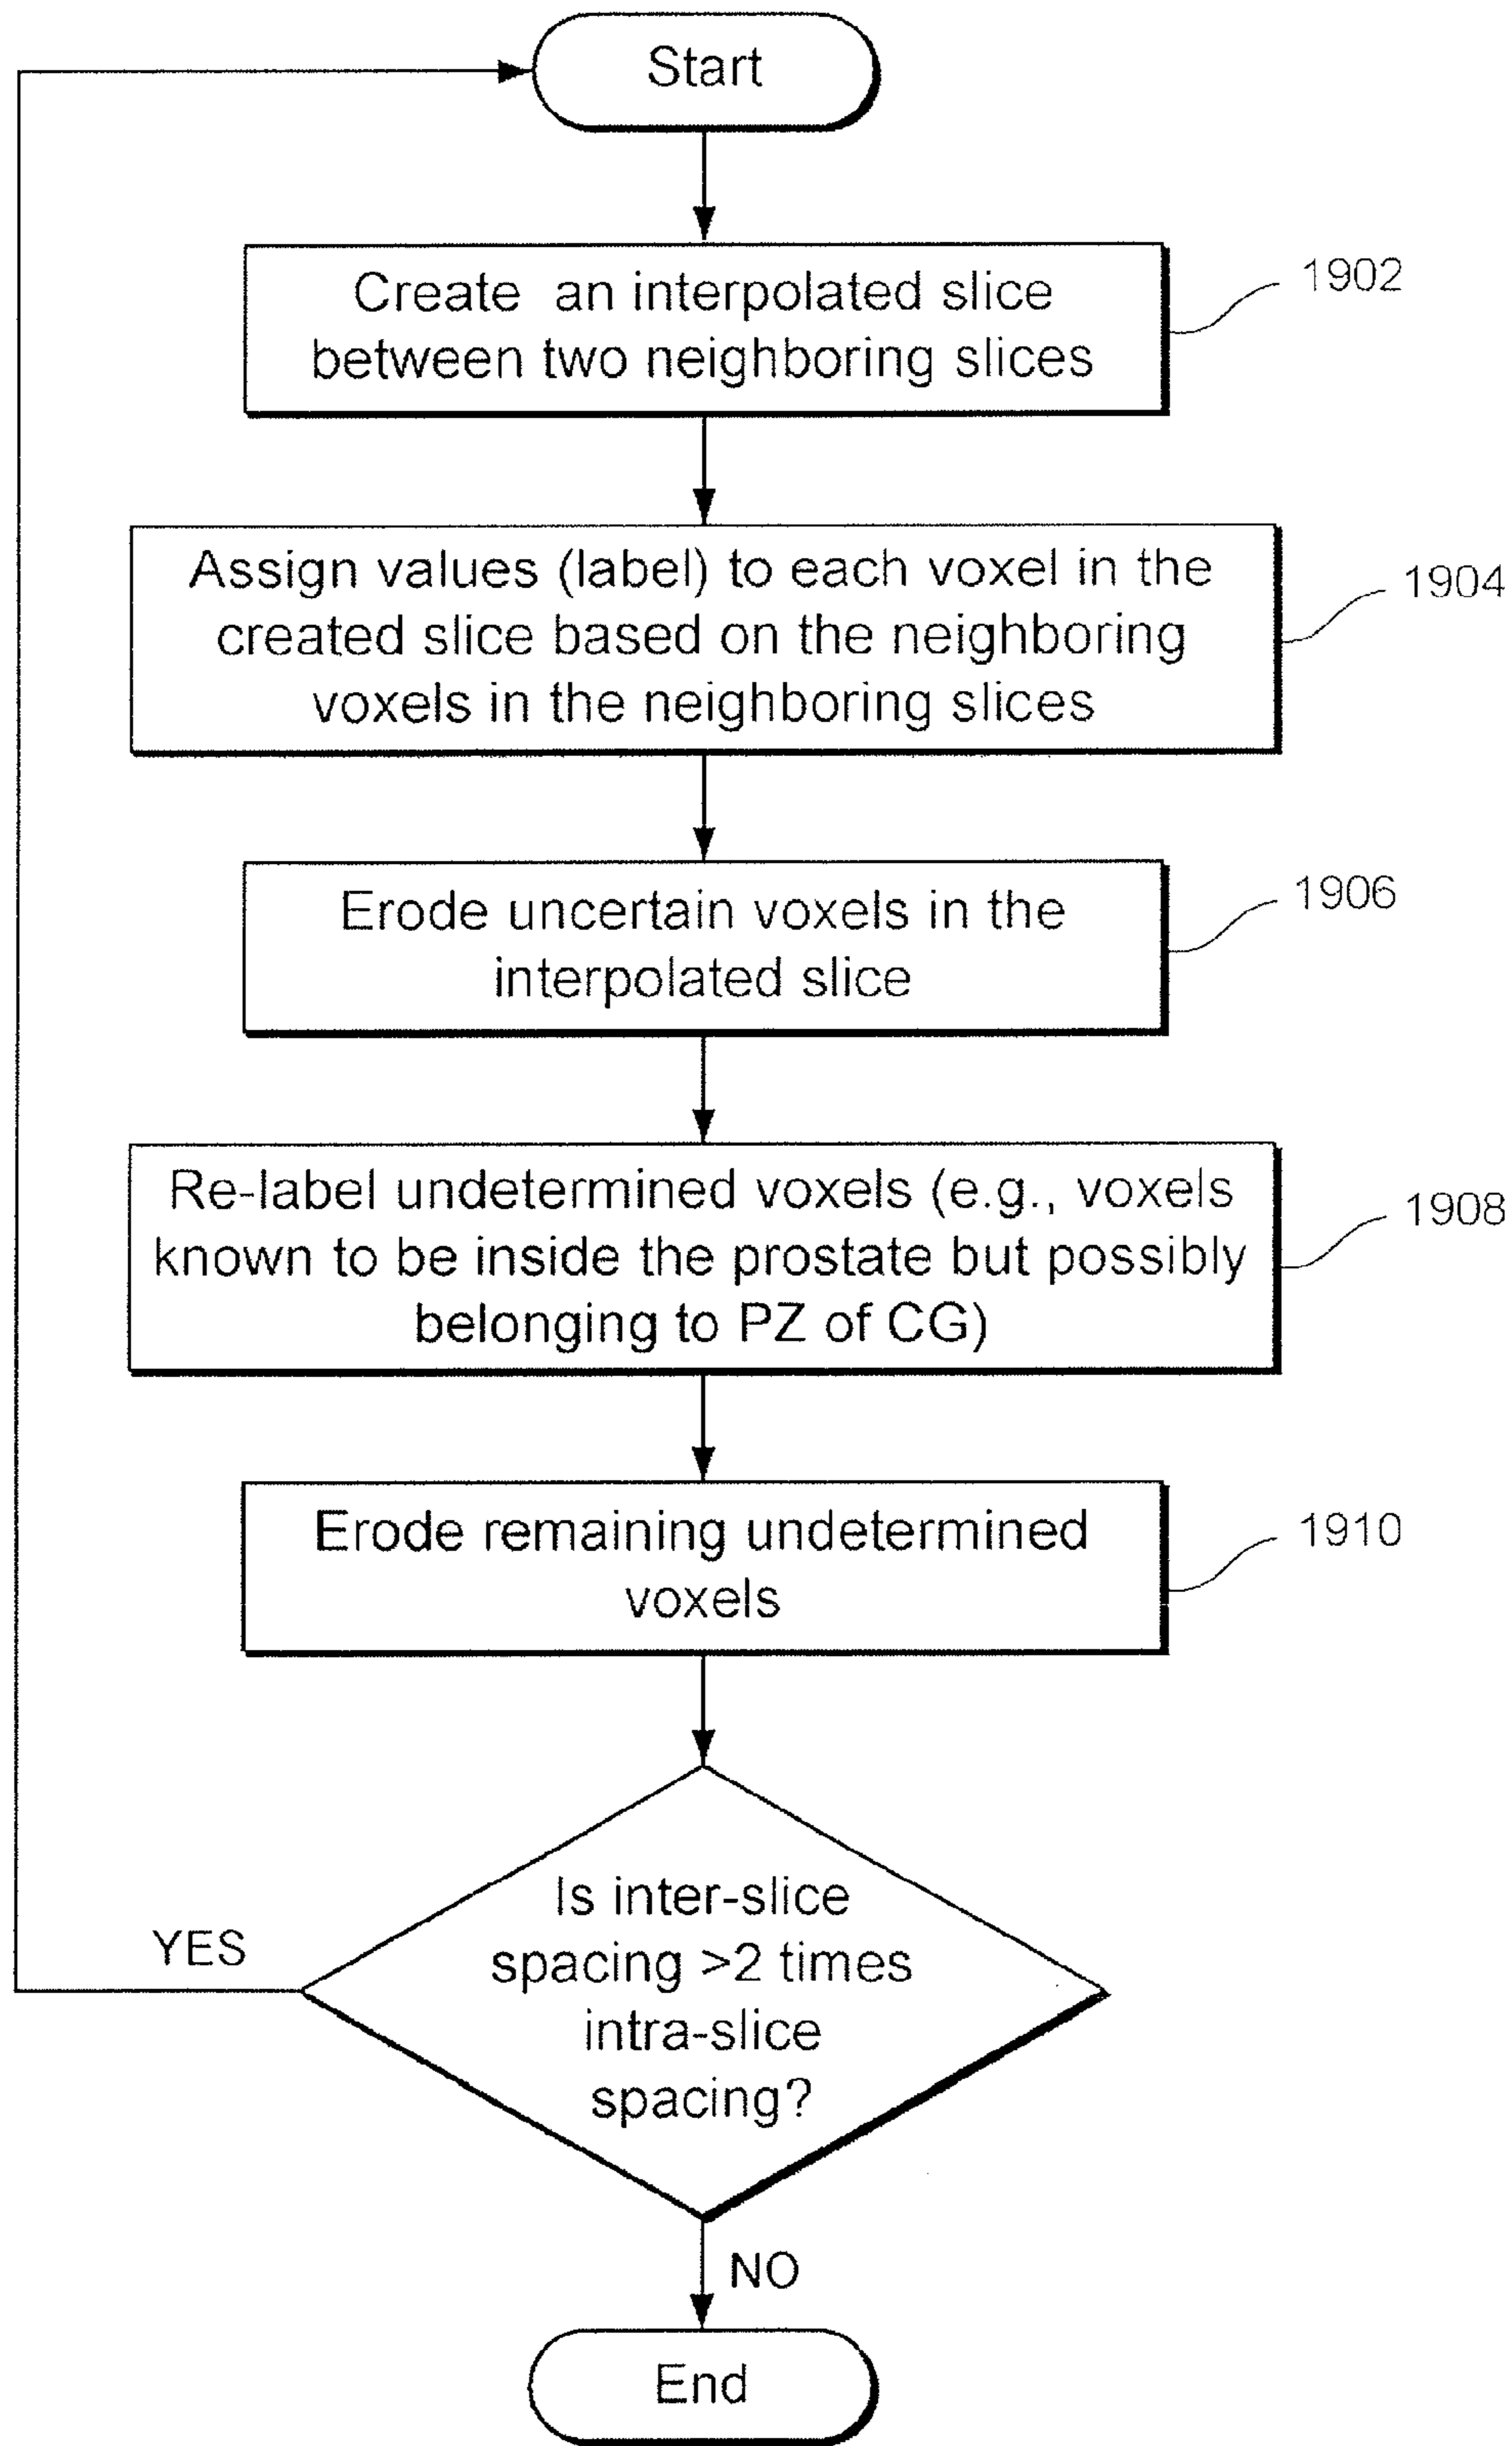 Start
Create an interpolated slice
between two neighboring slices
1902
Assign values (label) to each voxel in the
created slice based on the neighboring
voxels in the neighboring slices
1904
Erode uncertain voxels in the
interpolated slice
1906
Re-label undetermined voxels (e.g., voxels
known to be inside the prostate but possibly
belonging to PZ of CG)
1908
Erode remaining undetermined
voxels
1910
Is inter-slice
spacing >2 times
intra-slice
spacing?
YES
NO
End